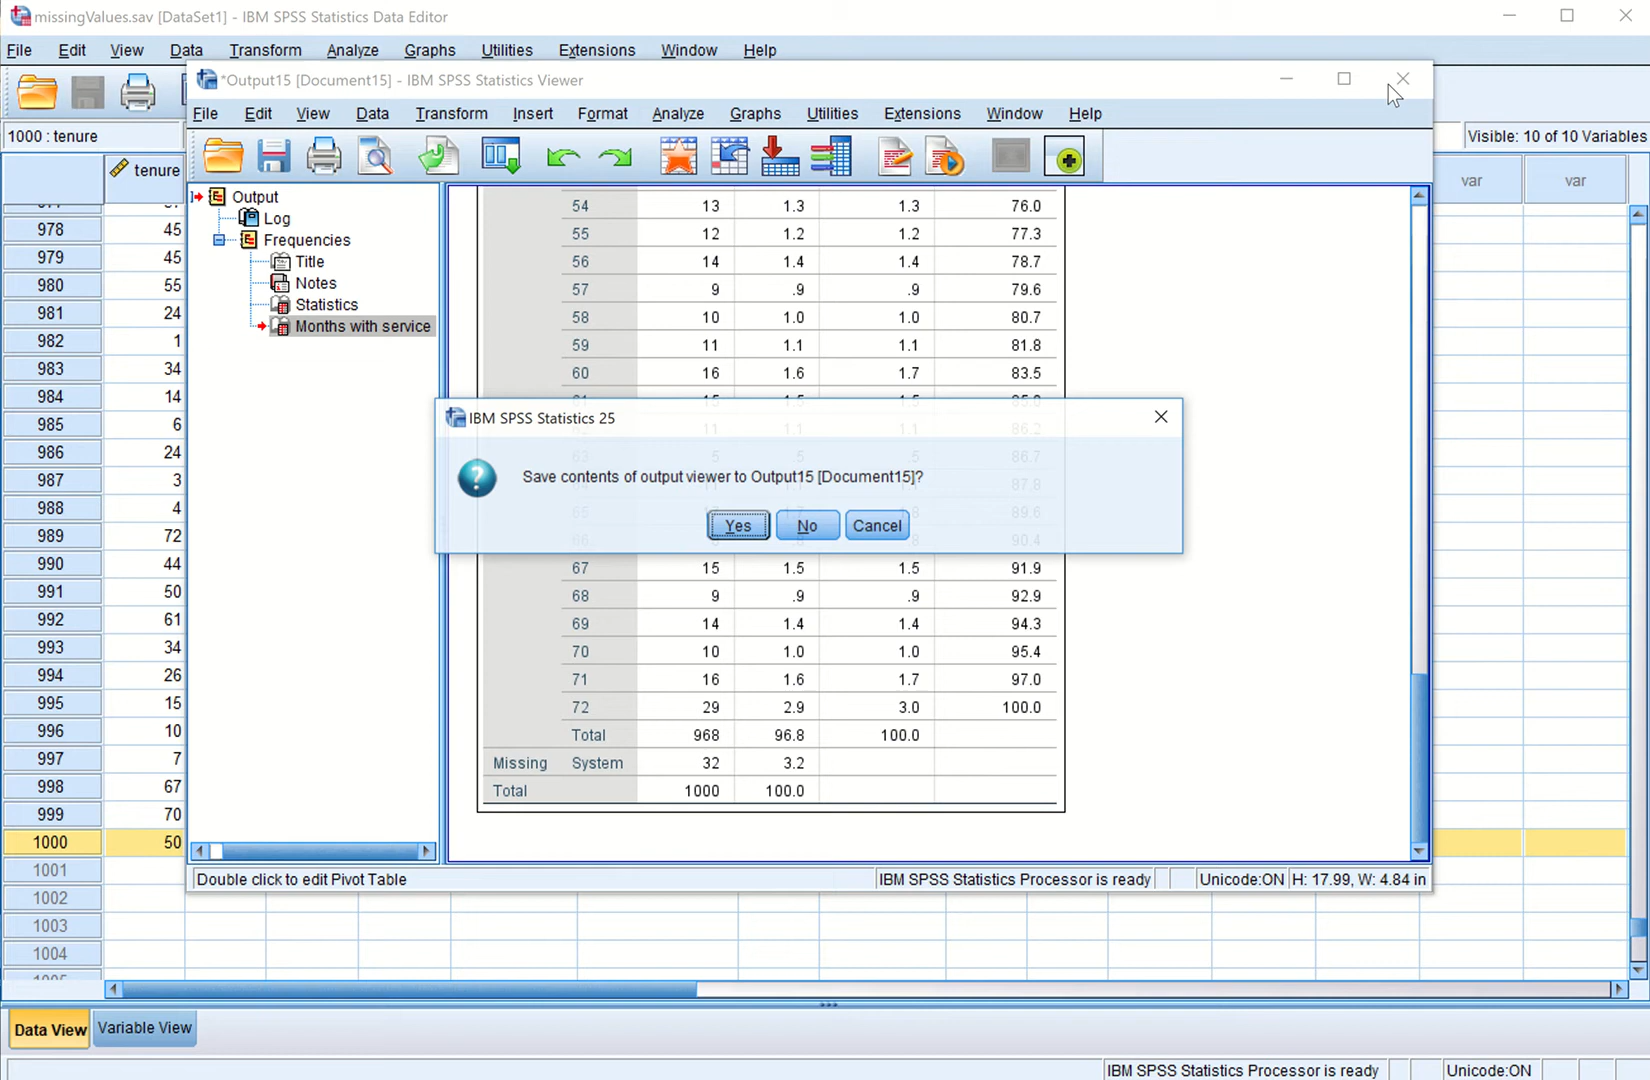 missingValues.sav [DataSet1] - IBM SPSS Statistics Data Editor
File Edit View Data Transform Analyze Graphs Utilities Extensions Window Help
*Output15 [Document15] - IBM SPSS Statistics Viewer
File Edit View Data Transform Insert Format Analyze Graphs Utilities Extensions Window Help
1000 : tenure
Visible: 10 of 10 Variables
tenure
var var
978 45
979 45
980 55
981 24
982 1
983 34
984 14
985 6
986 24
987 3
988 4
989 72
990 44
991 50
992 61
993 34
994 26
995 15
996 10
997 7
998 67
999 70
1000 50
1001
1002
1003
1004
Output
Log
Frequencies
Title
Notes
Statistics
Months with service
54 13 1.3 1.3 76.0
55 12 1.2 1.2 77.3
56 14 1.4 1.4 78.7
57 9 .9 .9 79.6
58 10 1.0 1.0 80.7
59 11 1.1 1.1 81.8
60 16 1.6 1.7 83.5
IBM SPSS Statistics 25
Save contents of output viewer to Output15 [Document15]?
Yes No Cancel
67 15 1.5 1.5 91.9
68 9 .9 .9 92.9
69 14 1.4 1.4 94.3
70 10 1.0 1.0 95.4
71 16 1.6 1.7 97.0
72 29 2.9 3.0 100.0
Total 968 96.8 100.0
Missing System 32 3.2
Total 1000 100.0
Double click to edit Pivot Table
IBM SPSS Statistics Processor is ready
Unicode:ON H: 17.99, W: 4.84 in
Data View Variable View
IBM SPSS Statistics Processor is ready
Unicode:ON